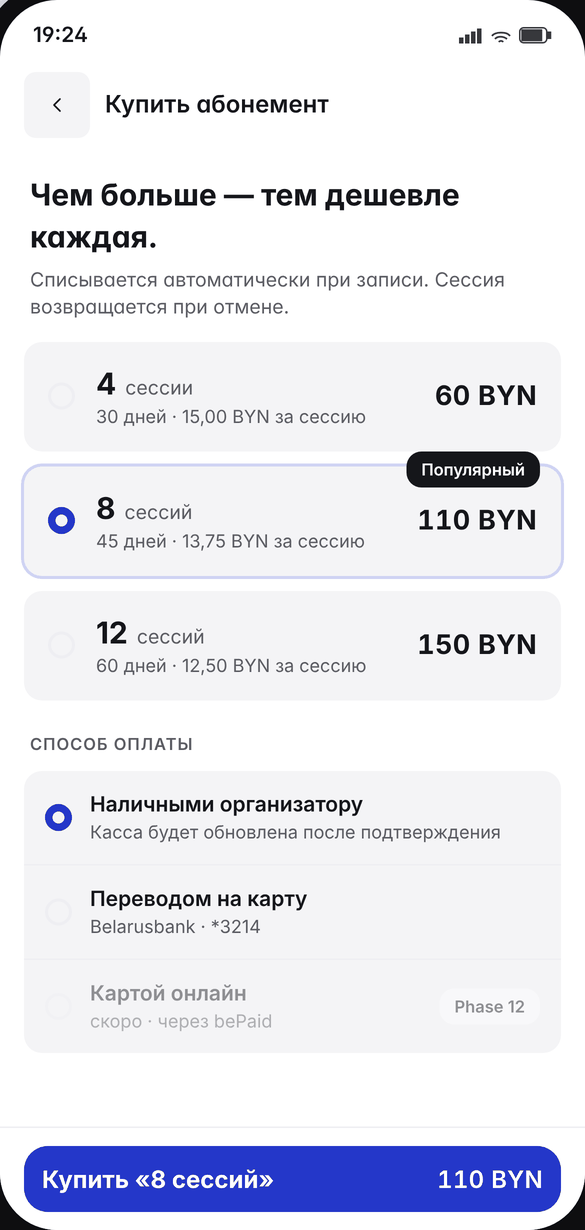 19:24
Купить абонемент
Чем больше — тем дешевле
каждая.
Списывается автоматически при записи. Сессия
возвращается при отмене.
4 сессии
60 BYN
30 дней · 15,00 BYN за сессию
Популярный
8 сессий
110 BYN
45 дней · 13,75 BYN за сессию
12 сессий
150 BYN
60 дней · 12,50 BYN за сессию
СПОСОБ ОПЛАТЫ
Наличными организатору
Касса будет обновлена после подтверждения
Переводом на карту
Belarusbank · *3214
Картой онлайн
скоро · через bePaid
Phase 12
Купить «8 сессий» 110 BYN